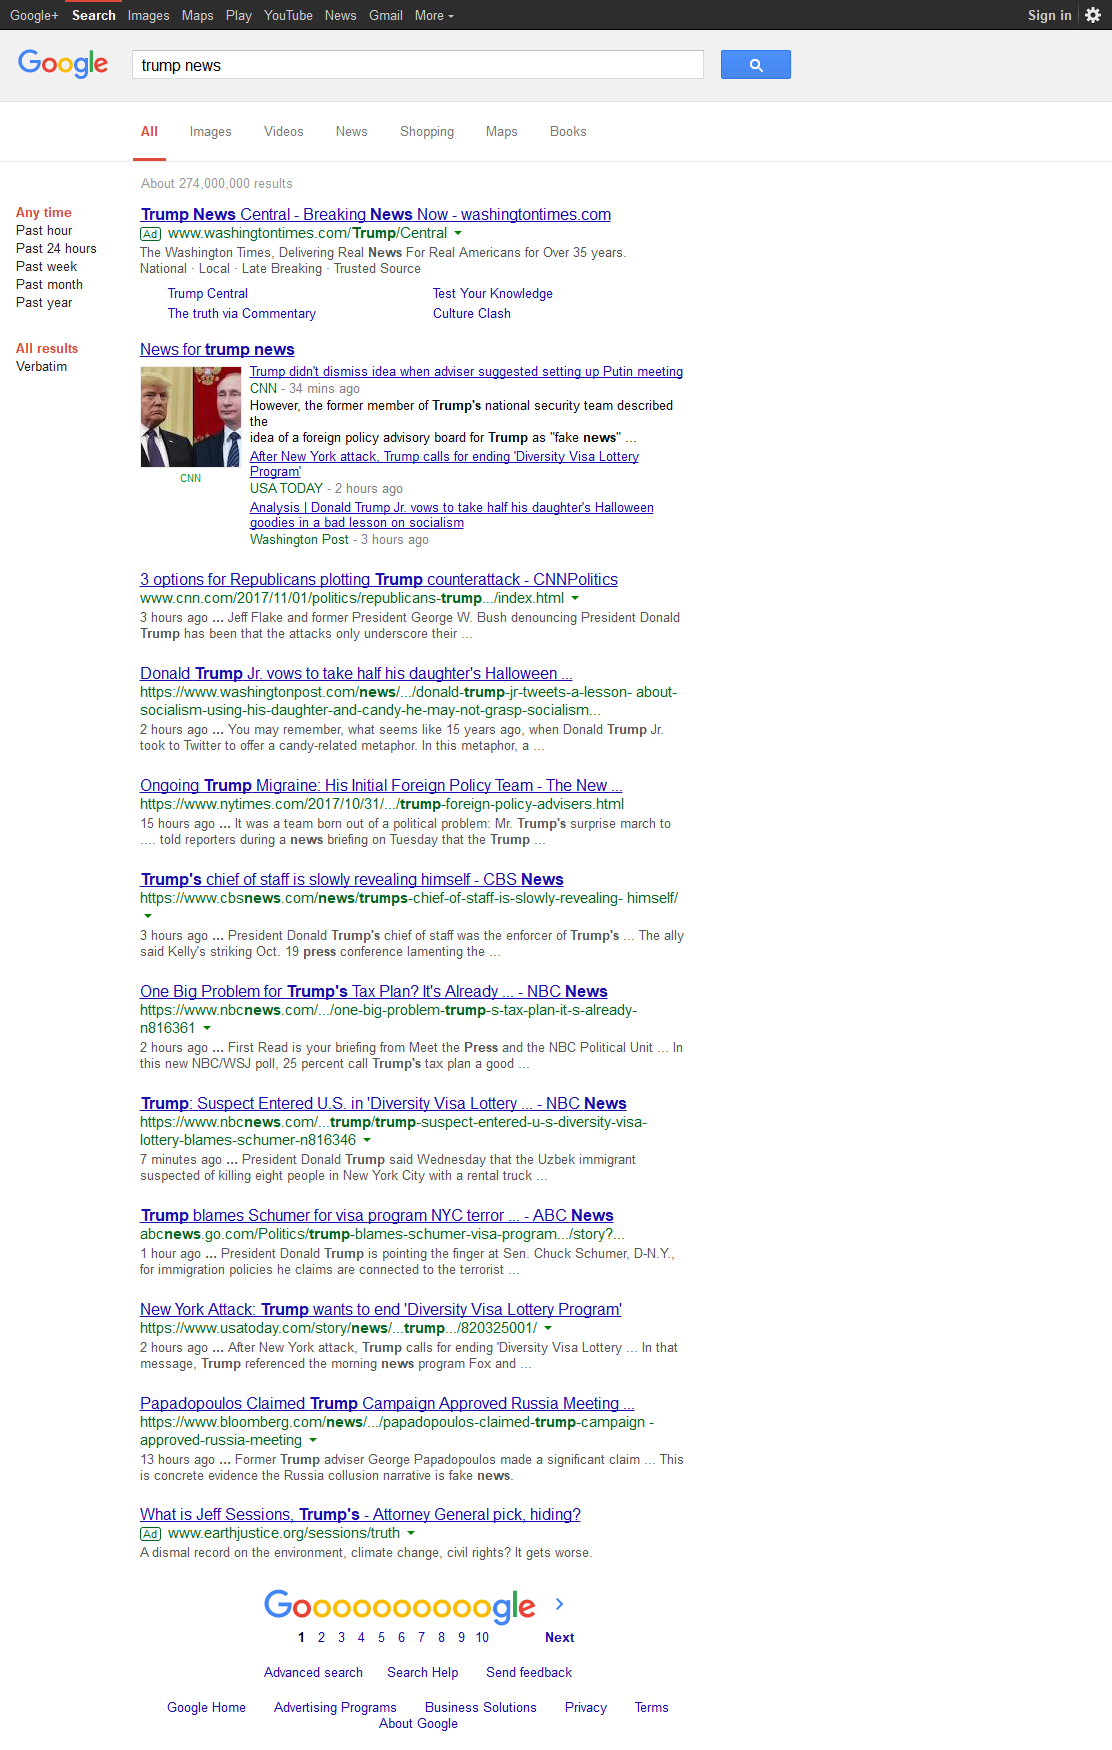 Google+ Search Images Maps Play YouTube News Gmail More Sign in
Google trump news
All Images Videos News Shopping Maps Books
About 274,000,000 results
Any time
Past hour
Past 24 hours
Past week
Past month
Past year
All results
Verbatim
Trump News Central - Breaking News Now - washingtontimes.com
Ad www.washingtontimes.com/Trump/Central
The Washington Times, Delivering Real News For Real Americans for Over 35 years.
National · Local · Late Breaking · Trusted Source
Trump Central Test Your Knowledge
The truth via Commentary Culture Clash
News for trump news
CNN
Trump didn't dismiss idea when adviser suggested setting up Putin meeting
CNN - 34 mins ago
However, the former member of Trump's national security team described
the
idea of a foreign policy advisory board for Trump as "fake news" ...
After New York attack, Trump calls for ending 'Diversity Visa Lottery
Program'
USA TODAY - 2 hours ago
Analysis | Donald Trump Jr. vows to take half his daughter's Halloween
goodies in a bad lesson on socialism
Washington Post - 3 hours ago
3 options for Republicans plotting Trump counterattack - CNNPolitics
www.cnn.com/2017/11/01/politics/republicans-trump.../index.html
3 hours ago ... Jeff Flake and former President George W. Bush denouncing President Donald
Trump has been that the attacks only underscore their ...
Donald Trump Jr. vows to take half his daughter's Halloween ...
https://www.washingtonpost.com/news/.../donald-trump-jr-tweets-a-lesson- about-
socialism-using-his-daughter-and-candy-he-may-not-grasp-socialism...
2 hours ago ... You may remember, what seems like 15 years ago, when Donald Trump Jr.
took to Twitter to offer a candy-related metaphor. In this metaphor, a ...
Ongoing Trump Migraine: His Initial Foreign Policy Team - The New ...
https://www.nytimes.com/2017/10/31/.../trump-foreign-policy-advisers.html
15 hours ago ... It was a team born out of a political problem: Mr. Trump's surprise march to
.... told reporters during a news briefing on Tuesday that the Trump ...
Trump's chief of staff is slowly revealing himself - CBS News
https://www.cbsnews.com/news/trumps-chief-of-staff-is-slowly-revealing- himself/
3 hours ago ... President Donald Trump's chief of staff was the enforcer of Trump's ... The ally
said Kelly's striking Oct. 19 press conference lamenting the ...
One Big Problem for Trump's Tax Plan? It's Already ... - NBC News
https://www.nbcnews.com/.../one-big-problem-trump-s-tax-plan-it-s-already-
n816361
2 hours ago ... First Read is your briefing from Meet the Press and the NBC Political Unit ... In
this new NBC/WSJ poll, 25 percent call Trump's tax plan a good ...
Trump: Suspect Entered U.S. in 'Diversity Visa Lottery ... - NBC News
https://www.nbcnews.com/...trump/trump-suspect-entered-u-s-diversity-visa-
lottery-blames-schumer-n816346
7 minutes ago ... President Donald Trump said Wednesday that the Uzbek immigrant
suspected of killing eight people in New York City with a rental truck ...
Trump blames Schumer for visa program NYC terror ... - ABC News
abcnews.go.com/Politics/trump-blames-schumer-visa-program.../story?...
1 hour ago ... President Donald Trump is pointing the finger at Sen. Chuck Schumer, D-N.Y.,
for immigration policies he claims are connected to the terrorist ...
New York Attack: Trump wants to end 'Diversity Visa Lottery Program'
https://www.usatoday.com/story/news/...trump.../820325001/
2 hours ago ... After New York attack, Trump calls for ending 'Diversity Visa Lottery ... In that
message, Trump referenced the morning news program Fox and ...
Papadopoulos Claimed Trump Campaign Approved Russia Meeting ...
https://www.bloomberg.com/news/.../papadopoulos-claimed-trump-campaign -
approved-russia-meeting
13 hours ago ... Former Trump adviser George Papadopoulos made a significant claim ... This
is concrete evidence the Russia collusion narrative is fake news.
What is Jeff Sessions, Trump's - Attorney General pick, hiding?
Ad www.earthjustice.org/sessions/truth
A dismal record on the environment, climate change, civil rights? It gets worse.
Goooooooooogle
1 2 3 4 5 6 7 8 9 10 Next
Advanced search Search Help Send feedback
Google Home Advertising Programs Business Solutions Privacy Terms
About Google